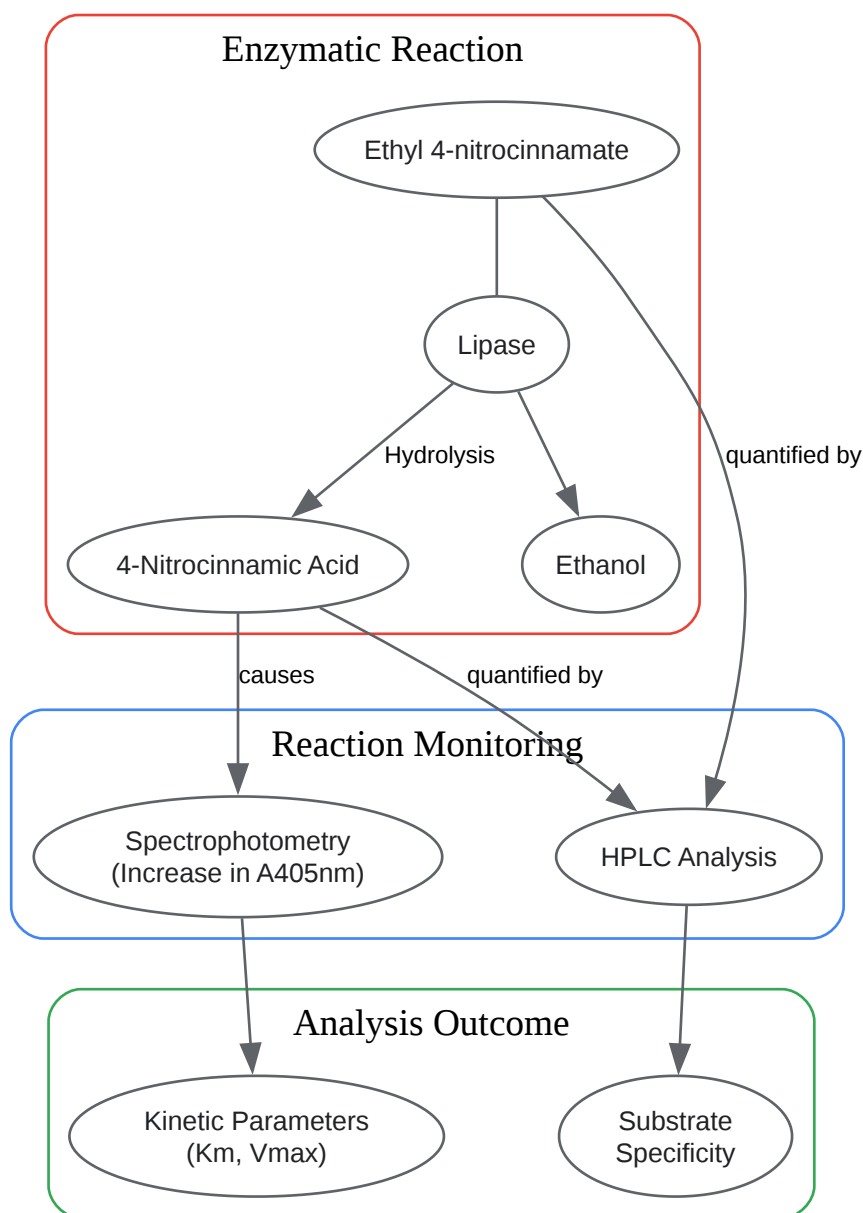 Enzymatic Reaction
Ethyl 4-nitrocinnamate
Lipase
Hydrolysis
quantified by
4-Nitrocinnamic Acid
Ethanol
causes
quantified by
Reaction Monitoring
Spectrophotometry
(Increase in A405nm)
HPLC Analysis
Analysis Outcome
Kinetic Parameters
(Km, Vmax)
Substrate
Specificity